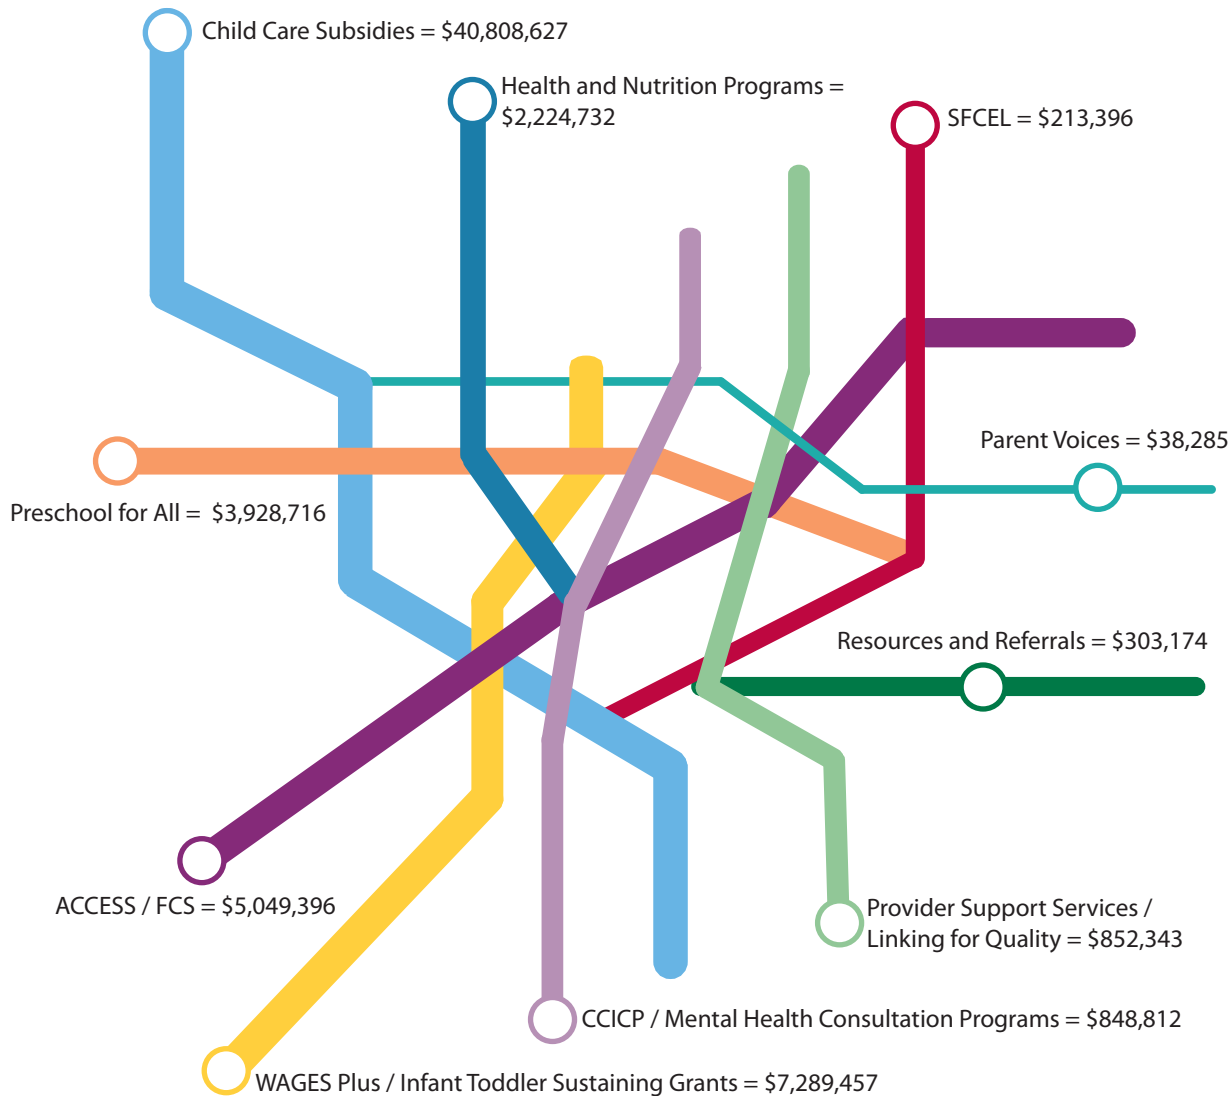 Child Care Subsidies = $40,808,627
Health and Nutrition Programs =
$2,224,732
SFCEL = $213,396
Parent Voices = $38,285
Preschool for All =  $3,928,716
Resources and Referrals = $303,174
ACCESS / FCS = $5,049,396
Provider Support Services /
Linking for Quality = $852,343
CCICP / Mental Health Consultation Programs = $848,812
WAGES Plus / Infant Toddler Sustaining Grants = $7,289,457